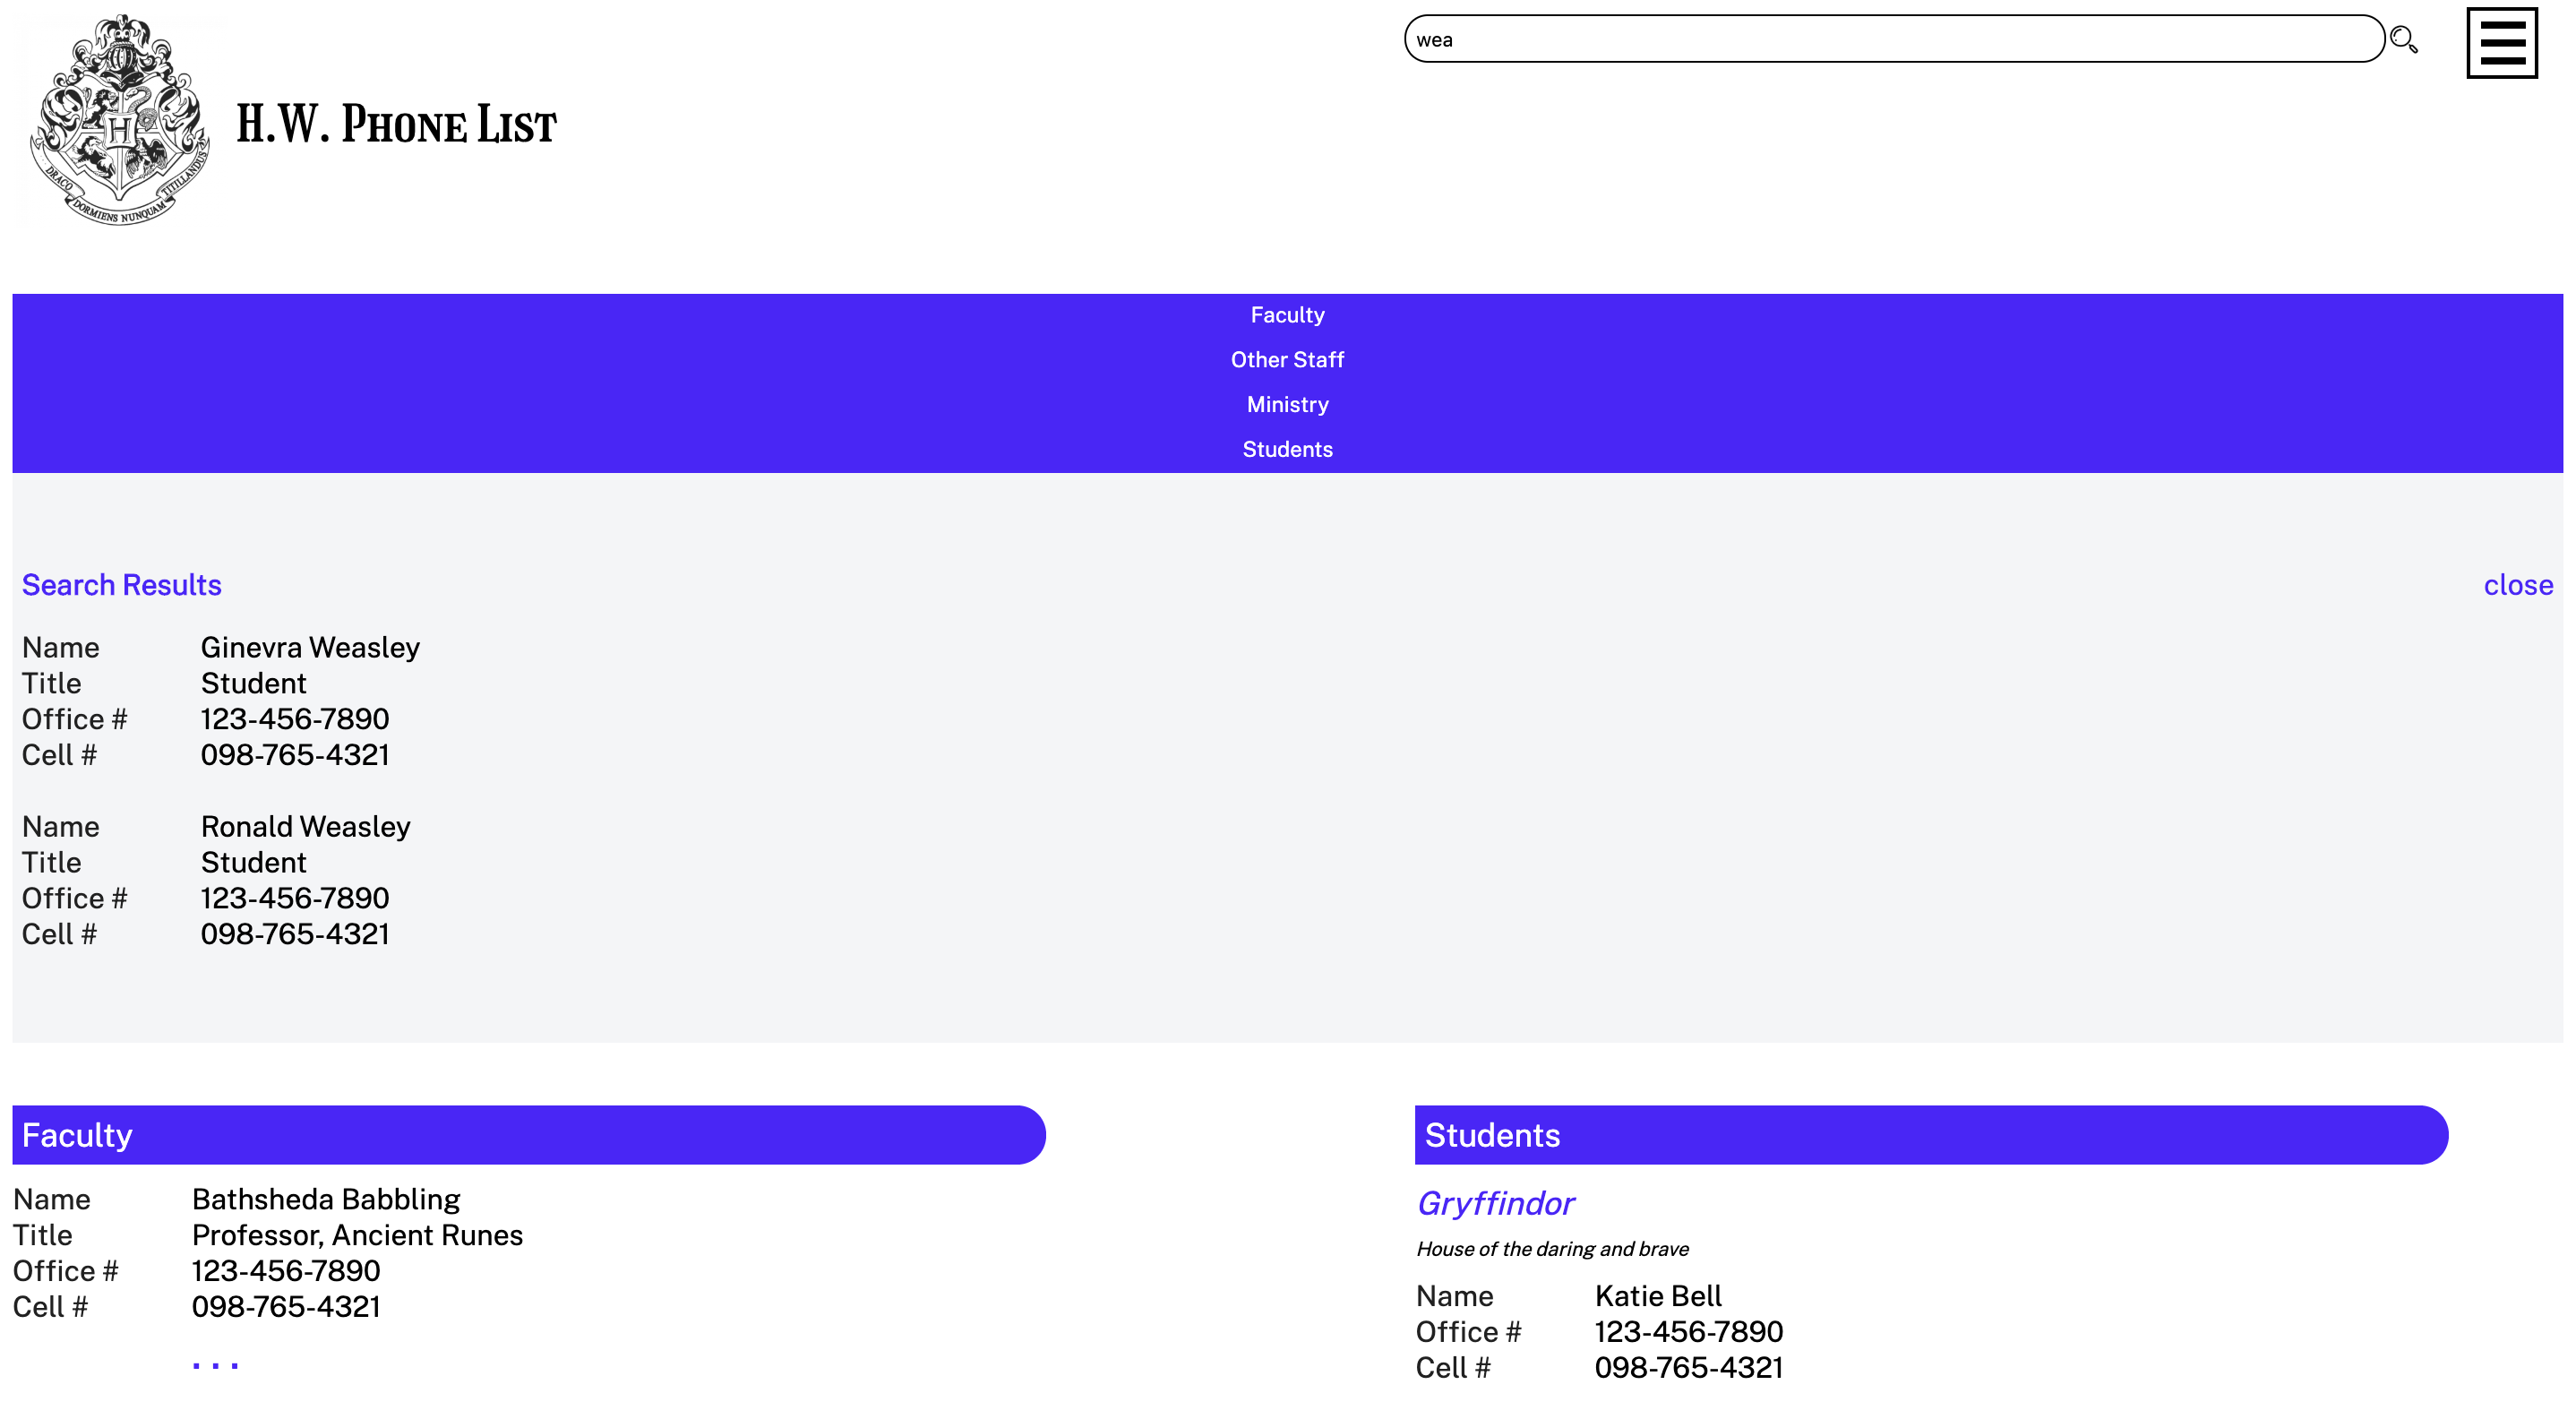 wea
H
DRACO DORMIENS NUNQUAM TITILLANDUS
H.W. Phone List
Faculty
Other Staff
Ministry
Students
Search Results close
Name Ginevra Weasley
Title Student
Office # 123-456-7890
Cell # 098-765-4321
Name Ronald Weasley
Title Student
Office # 123-456-7890
Cell # 098-765-4321
Faculty
Name Bathsheda Babbling
Title Professor, Ancient Runes
Office # 123-456-7890
Cell # 098-765-4321
. . .
Students
Gryffindor
House of the daring and brave
Name Katie Bell
Office # 123-456-7890
Cell # 098-765-4321